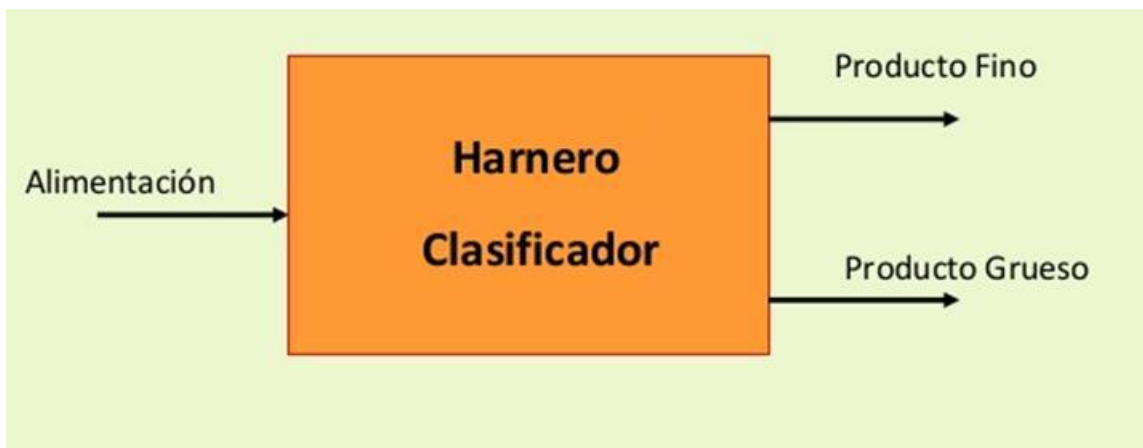 Producto Fino
Harnero
Alimentación
Clasificador
Producto Grueso